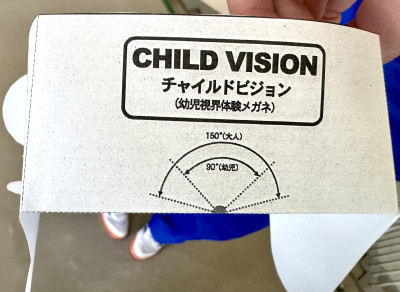 CHILD VISION
チャイルドビジョン
(幼児視界体験メガネ)
150°(大人)
90°(幼児)